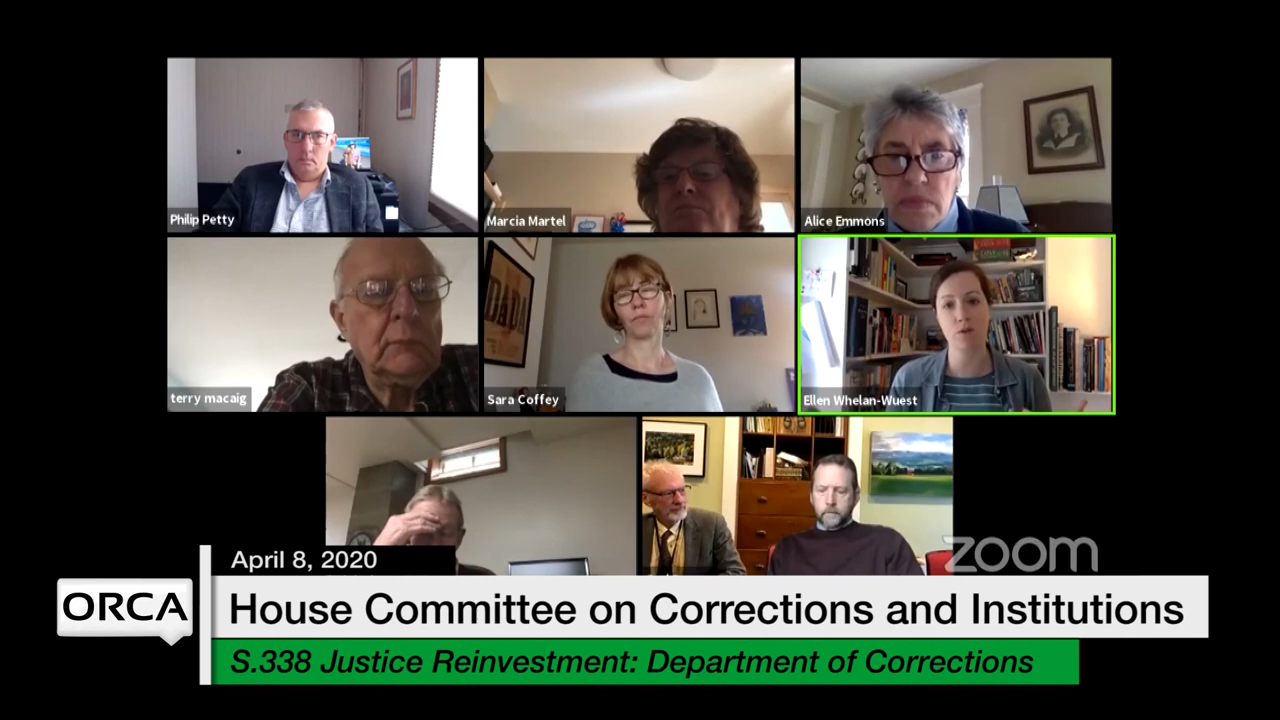 Philip Petty
Marcia Martel
Alice Emmons
DADA
terry macaig
Sara Coffey
Ellen Whelan-Wuest
zoom
April 8, 2020
ORCA
House Committee on Corrections and Institutions
S.338 Justice Reinvestment: Department of Corrections